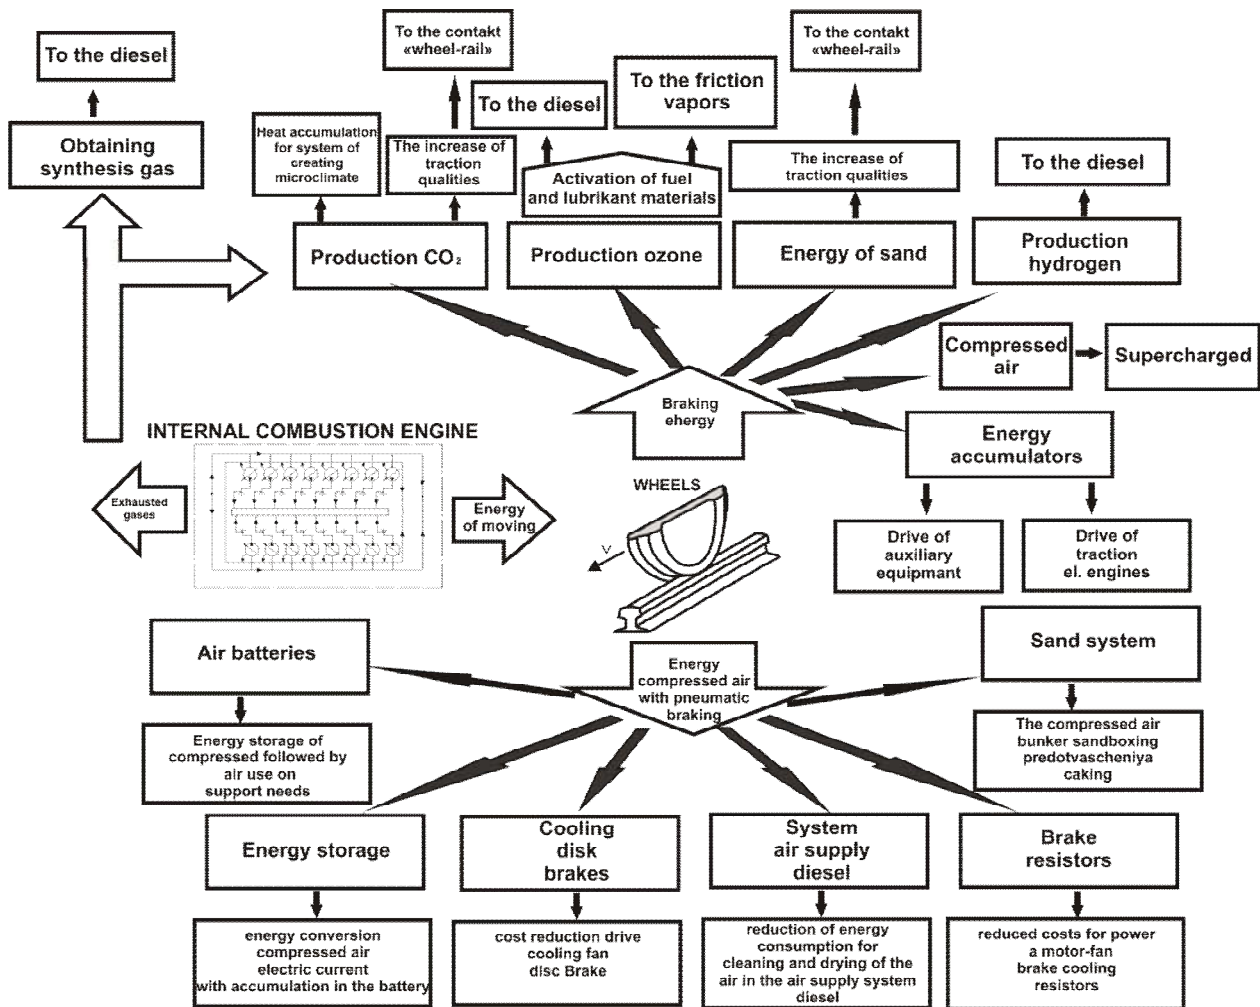 To the contakt
«wheel-rail»
To the contakt
«wheel-rail»
To the diesel
To the diesel
To the friction
vapors
Obtaining
synthesis gas
Heat accumulation
for system of
creating
microclimate
The increase of
traction
qualities
Activation of fuel
and lubrikant materials
The increase of
traction qualities
To the diesel
Production CO₂
Production ozone
Energy of sand
Production
hydrogen
Compressed
air
Supercharged
Braking
ehergy
Energy
accumulators
INTERNAL COMBUSTION ENGINE
Exhausted
gases
Energy
of moving
WHEELS
V
Drive of
auxiliary
equipmant
Drive of
traction
el. engines
Air batteries
Energy
compressed air
with pneumatic
braking
Sand system
Energy storage of
compressed followed by
air use on
support needs
The compressed air
bunker sandboxing
predotvascheniya
caking
Energy storage
Cooling
disk
brakes
System
air supply
diesel
Brake
resistors
energy conversion
compressed air
electric current
with accumulation in the battery
cost reduction drive
cooling fan
disc Brake
reduction of energy
consumption for
cleaning and drying of the
air in the air supply system
diesel
reduced costs for power
a motor-fan
brake cooling
resistors